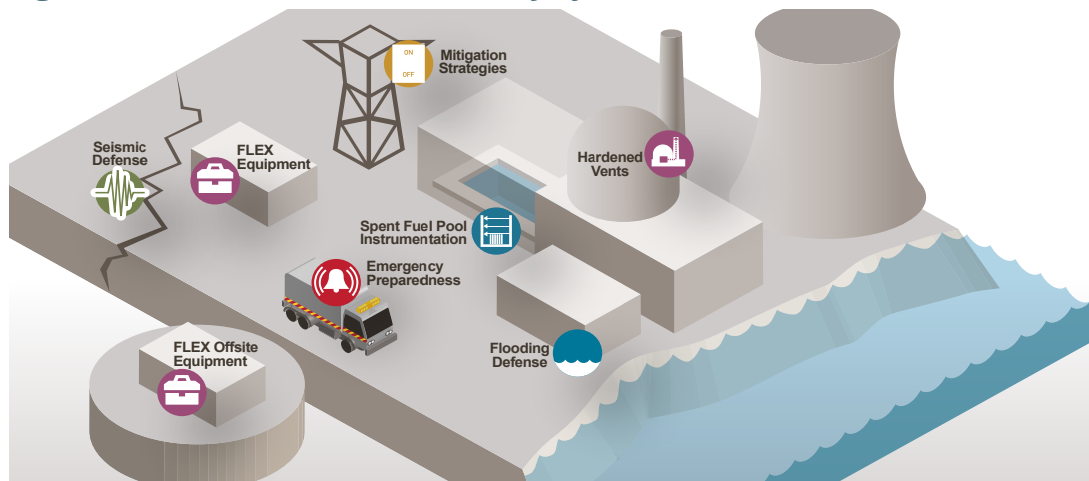 ON
OFF
Mitigation
Strategies
Seismic
Defense
FLEX
Equipment
Hardened
Vents
Spent Fuel Pool
Instrumentation
Emergency
Preparedness
FLEX Offsite
Equipment
Flooding
Defense